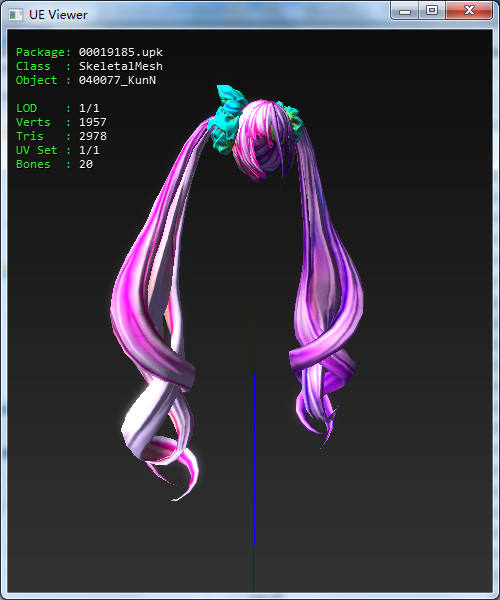 UE Viewer
Package: 00019185.upk
Class : SkeletalMesh
Object : 040077_KunN
LOD : 1/1
Verts : 1957
Tris : 2978
UV Set : 1/1
Bones : 20